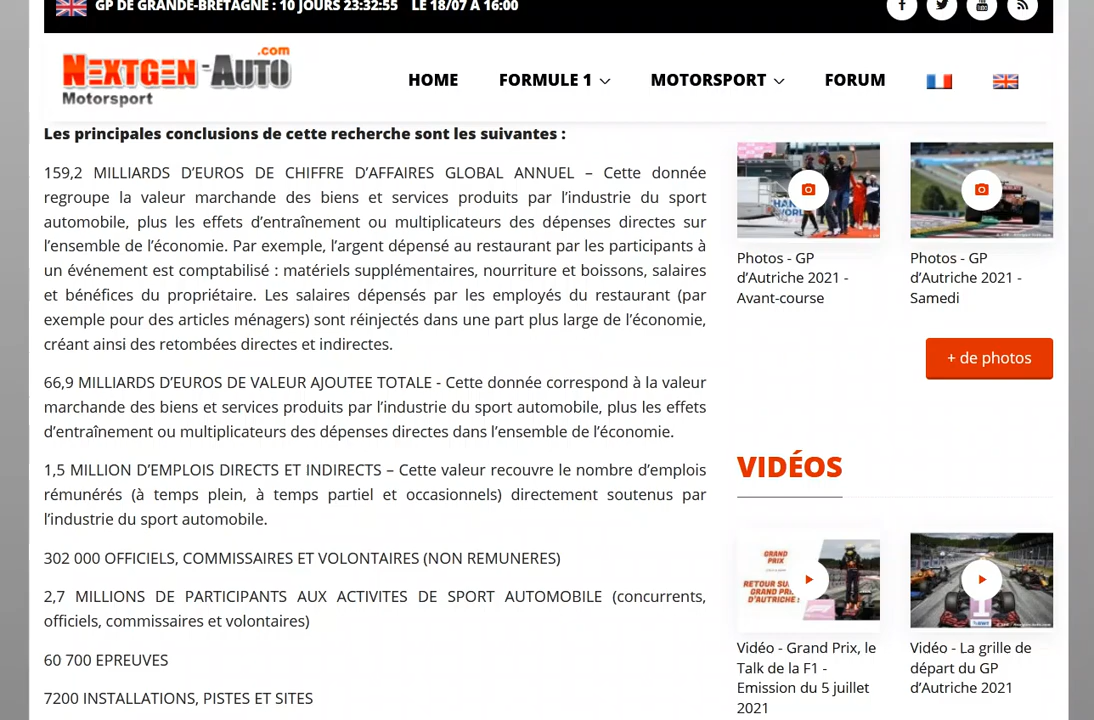 GP DE GRANDE-BRETAGNE : 10 JOURS 23:32:55 LE 18/07 À 16:00
NEXTGEN-AUTO.com
Motorsport
HOME
FORMULE 1
MOTORSPORT
FORUM
Les principales conclusions de cette recherche sont les suivantes :
159,2 MILLIARDS D’EUROS DE CHIFFRE D’AFFAIRES GLOBAL ANNUEL – Cette donnée
regroupe la valeur marchande des biens et services produits par l’industrie du sport
automobile, plus les effets d’entraînement ou multiplicateurs des dépenses directes sur
l’ensemble de l’économie. Par exemple, l’argent dépensé au restaurant par les participants à
un événement est comptabilisé : matériels supplémentaires, nourriture et boissons, salaires
et bénéfices du propriétaire. Les salaires dépensés par les employés du restaurant (par
exemple pour des articles ménagers) sont réinjectés dans une part plus large de l’économie,
créant ainsi des retombées directes et indirectes.
66,9 MILLIARDS D’EUROS DE VALEUR AJOUTEE TOTALE - Cette donnée correspond à la valeur
marchande des biens et services produits par l’industrie du sport automobile, plus les effets
d’entraînement ou multiplicateurs des dépenses directes dans l’ensemble de l’économie.
1,5 MILLION D’EMPLOIS DIRECTS ET INDIRECTS – Cette valeur recouvre le nombre d’emplois
rémunérés (à temps plein, à temps partiel et occasionnels) directement soutenus par
l’industrie du sport automobile.
302 000 OFFICIELS, COMMISSAIRES ET VOLONTAIRES (NON REMUNERES)
2,7 MILLIONS DE PARTICIPANTS AUX ACTIVITES DE SPORT AUTOMOBILE (concurrents,
officiels, commissaires et volontaires)
60 700 EPREUVES
7200 INSTALLATIONS, PISTES ET SITES
Photos - GP
d’Autriche 2021 -
Avant-course
Photos - GP
d’Autriche 2021 -
Samedi
+ de photos
VIDÉOS
GRAND
PRIX
RETOUR SU
GRAND PRI
D'AUTRICHE :
Vidéo - Grand Prix, le
Talk de la F1 -
Emission du 5 juillet
2021
Vidéo - La grille de
départ du GP
d’Autriche 2021